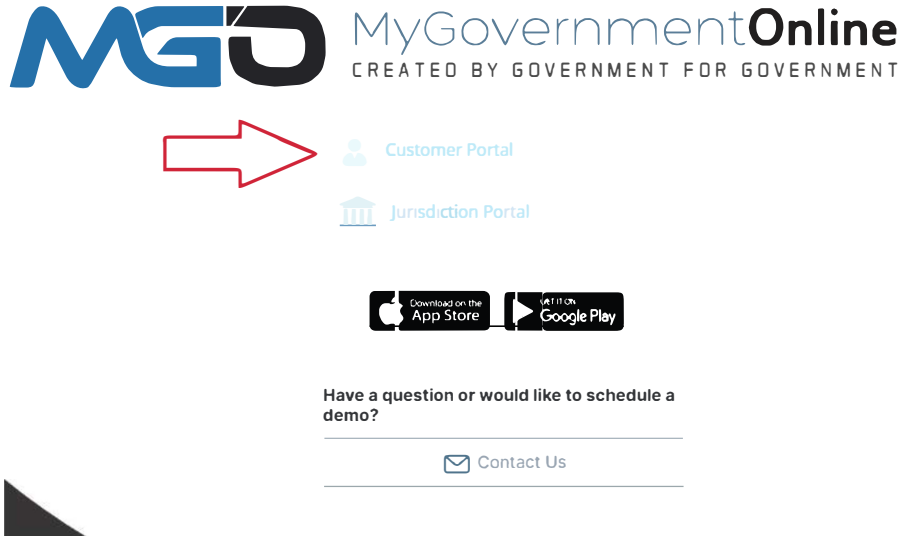 MGO
MyGovernmentOnline
CREATED BY GOVERNMENT FOR GOVERNMENT
Customer Portal
Jurisdiction Portal
Download on the
App Store
GET IT ON
Google Play
Have a question or would like to schedule a
demo?
Contact Us